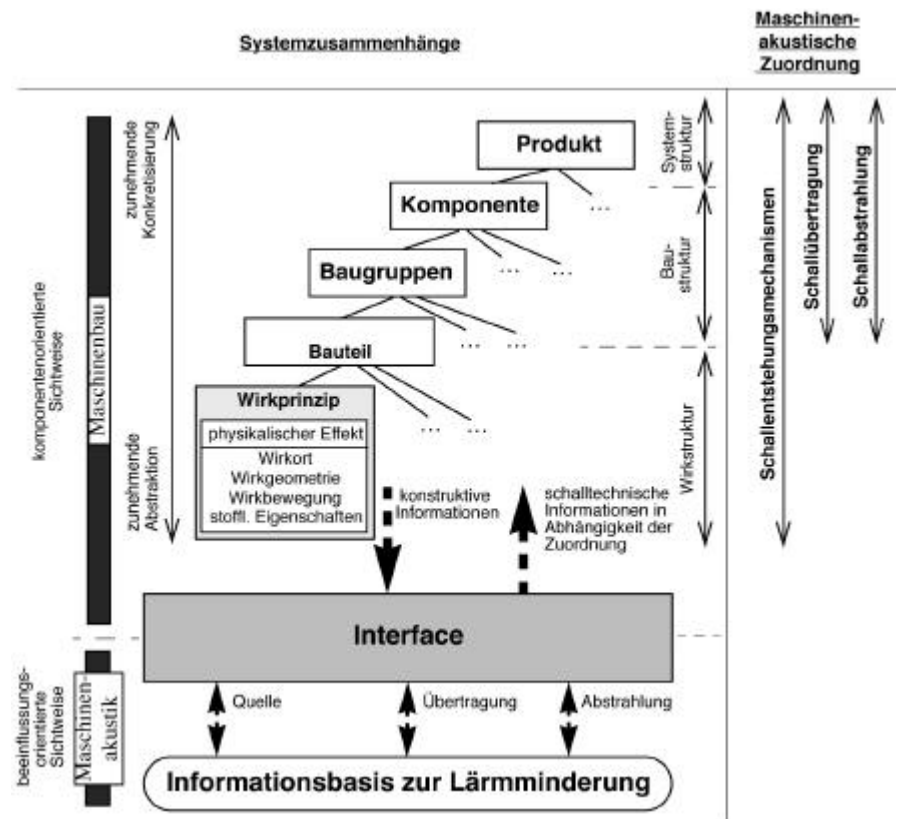 Systemzusammenhänge
Maschinen-
akustische
Zuordnung
komponentenorientierte
Sichtweise
Maschinenbau
zunehmende
Konkretisierung
zunehmende
Abstraktion
Produkt
...
Komponente
...
...
Baugruppen
...
...
Bauteil
...
...
Wirkprinzip
physikalischer Effekt
Wirkort
Wirkgeometrie
Wirkbewegung
stoffl. Eigenschaften
konstruktive
Informationen
schalltechnische
Informationen in
Abhängigkeit der
Zuordnung
System-
struktur
Bau-
struktur
Wirkstruktur
Schallentstehungsmechanismen
Schallübertragung
Schallabstrahlung
Interface
beeinflussungs-
orientierte
Sichtweise
Maschinen-
akustik
Quelle
Übertragung
Abstrahlung
Informationsbasis zur Lärmminderung